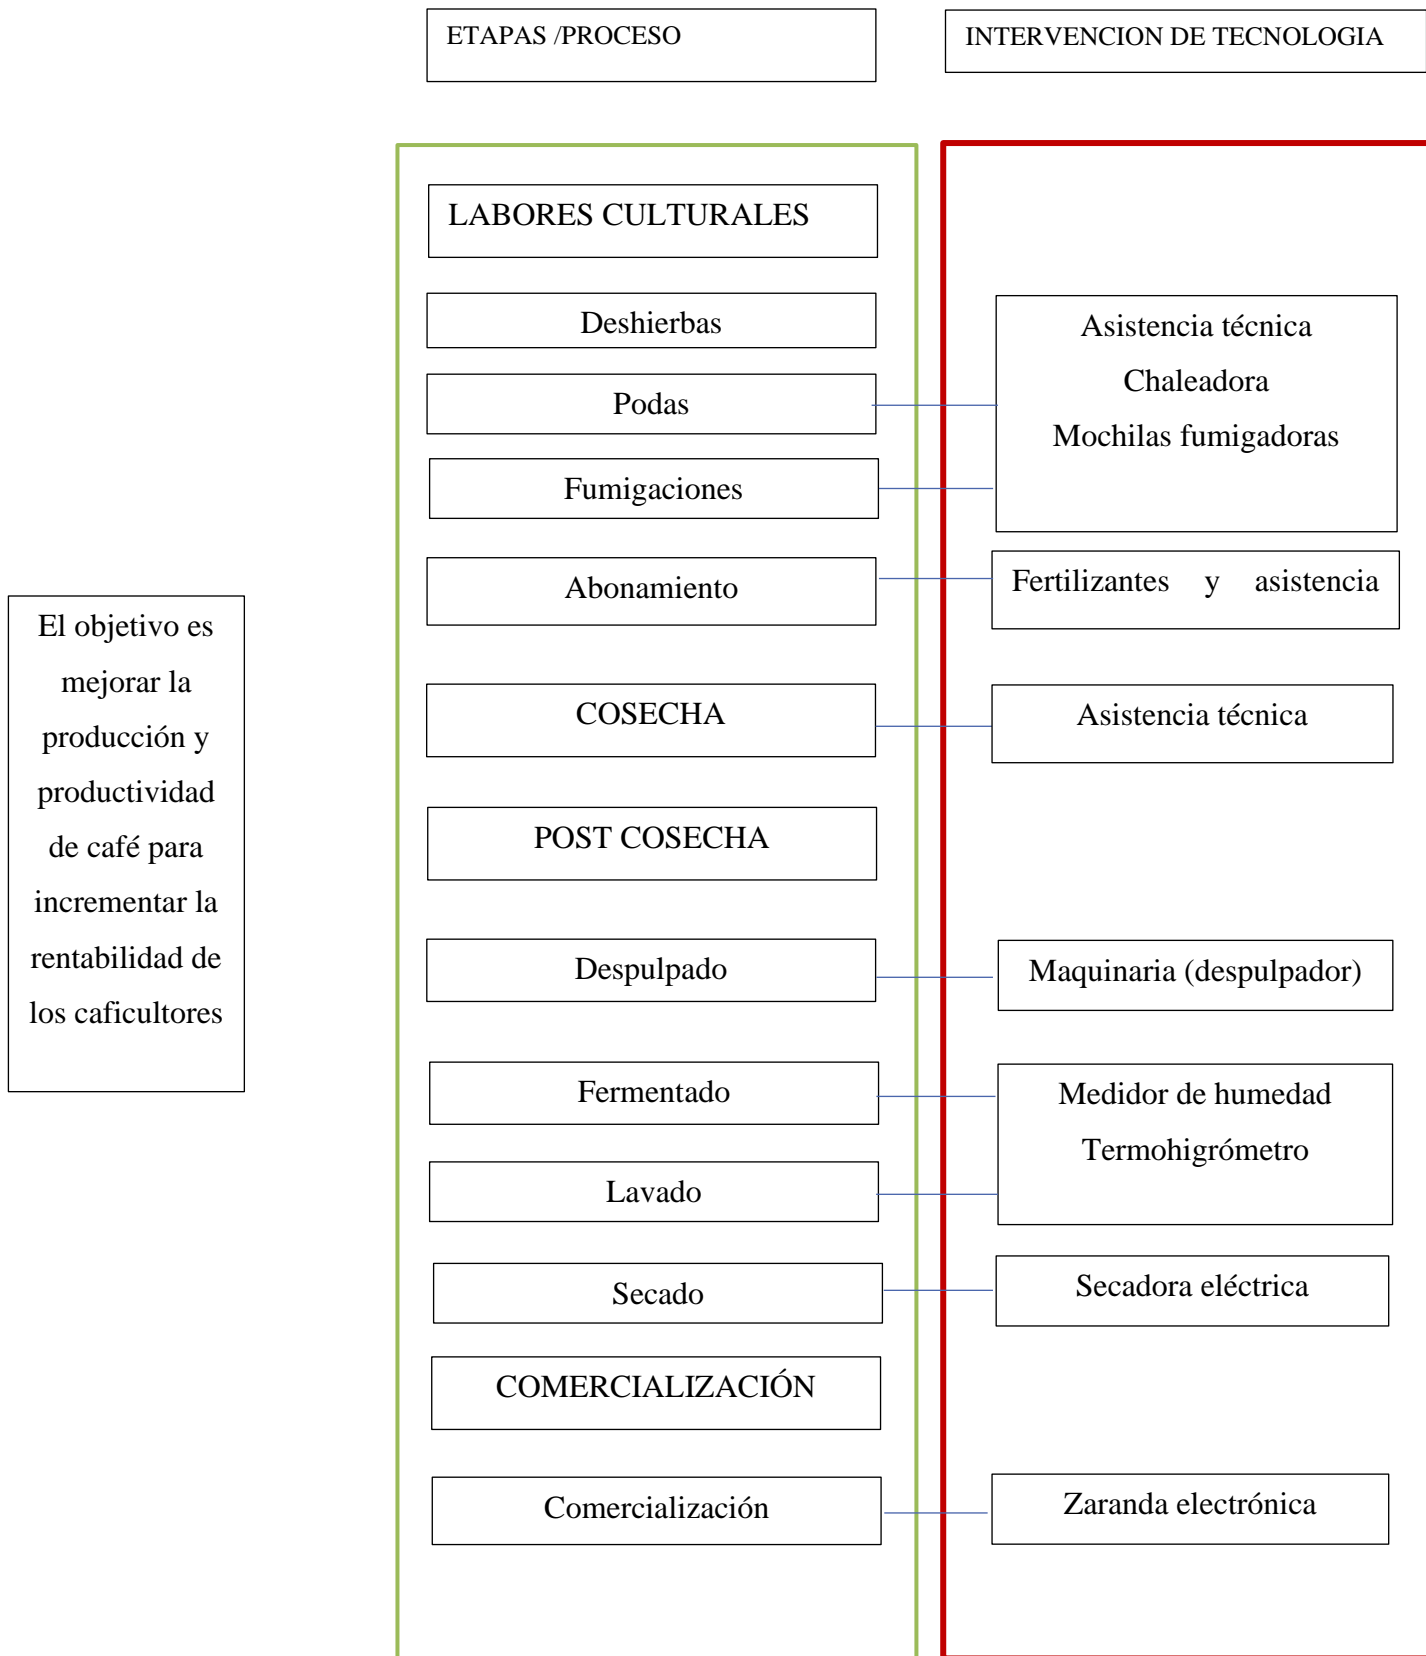 ETAPAS /PROCESO
INTERVENCION DE TECNOLOGIA
El objetivo es
mejorar la
producción y
productividad
de café para
incrementar la
rentabilidad de
los caficultores
LABORES CULTURALES
Deshierbas
Podas
Fumigaciones
Asistencia técnica
Chaleadora
Mochilas fumigadoras
Abonamiento
Fertilizantes y asistencia
COSECHA
Asistencia técnica
POST COSECHA
Despulpado
Maquinaria (despulpador)
Fermentado
Lavado
Medidor de humedad
Termohigrómetro
Secado
Secadora eléctrica
COMERCIALIZACIÓN
Comercialización
Zaranda electrónica